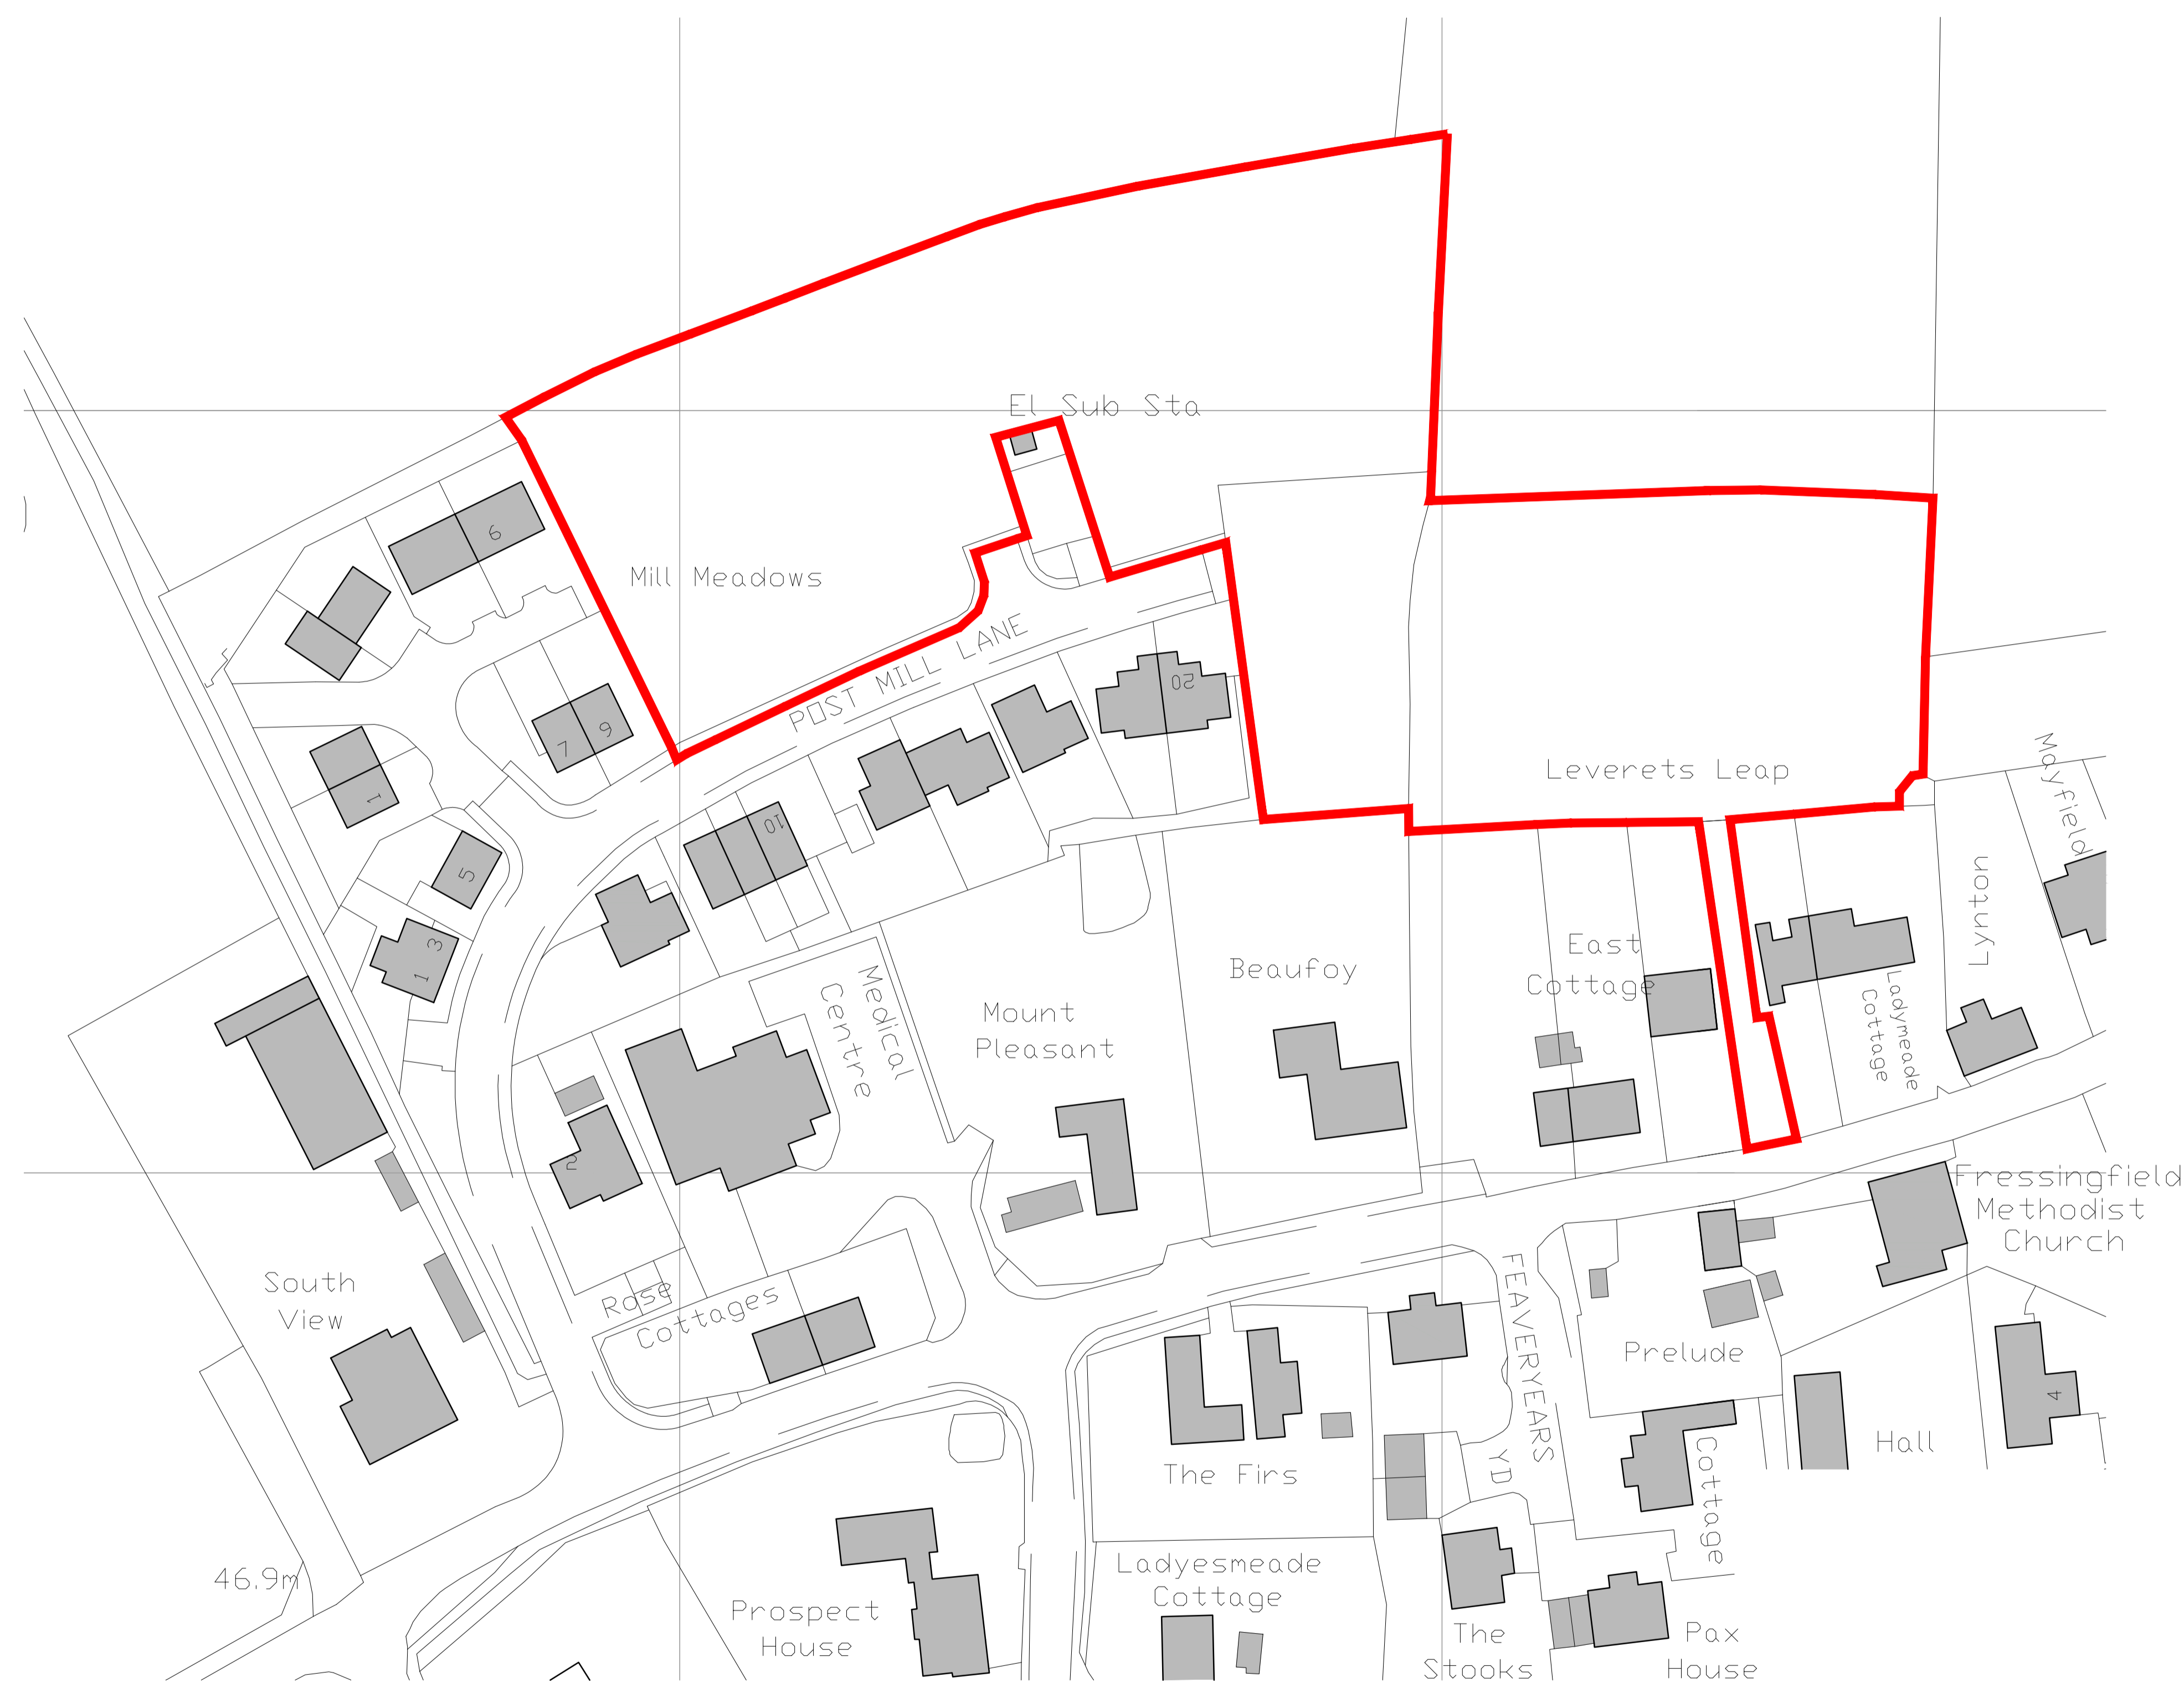 El Sub Sta
6
Mill Meadows
POST MILL LANE
20
7
9
1
Leverets Leap
Mayfield
10
5
3
1
Lynton
East
Cottage
Beaufoy
Medical
Centre
Mount
Pleasant
Ladymeade
Cottage
2
Fressingfield
Methodist
Church
South
View
Rose
Cottages
FEAVERYEARS
YD
Prelude
4
Hall
The Firs
Cottage
46.9m
Ladyesmeade
Cottage
Prospect
House
The
Stooks
Pax
House